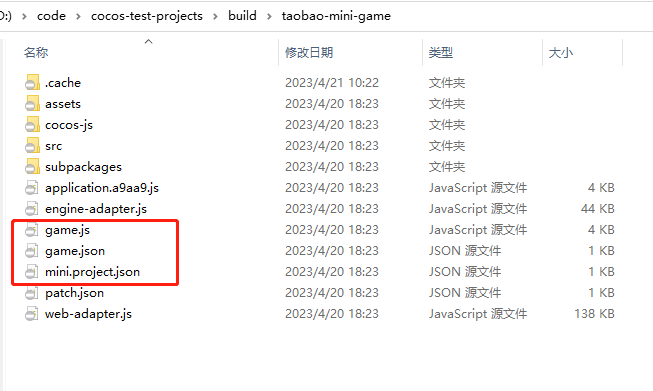 D:) > code > cocos-test-projects > build > taobao-mini-game
名称 修改日期 类型 大小
.cache 2023/4/21 10:22 文件夹
assets 2023/4/20 18:23 文件夹
cocos-js 2023/4/20 18:23 文件夹
src 2023/4/20 18:23 文件夹
subpackages 2023/4/20 18:23 文件夹
application.a9aa9.js 2023/4/20 18:23 JavaScript 源文件 4 KB
engine-adapter.js 2023/4/20 18:23 JavaScript 源文件 44 KB
game.js 2023/4/20 18:23 JavaScript 源文件 4 KB
game.json 2023/4/20 18:23 JSON 源文件 1 KB
mini.project.json 2023/4/20 18:23 JSON 源文件 1 KB
patch.json 2023/4/20 18:23 JSON 源文件 1 KB
web-adapter.js 2023/4/20 18:23 JavaScript 源文件 138 KB